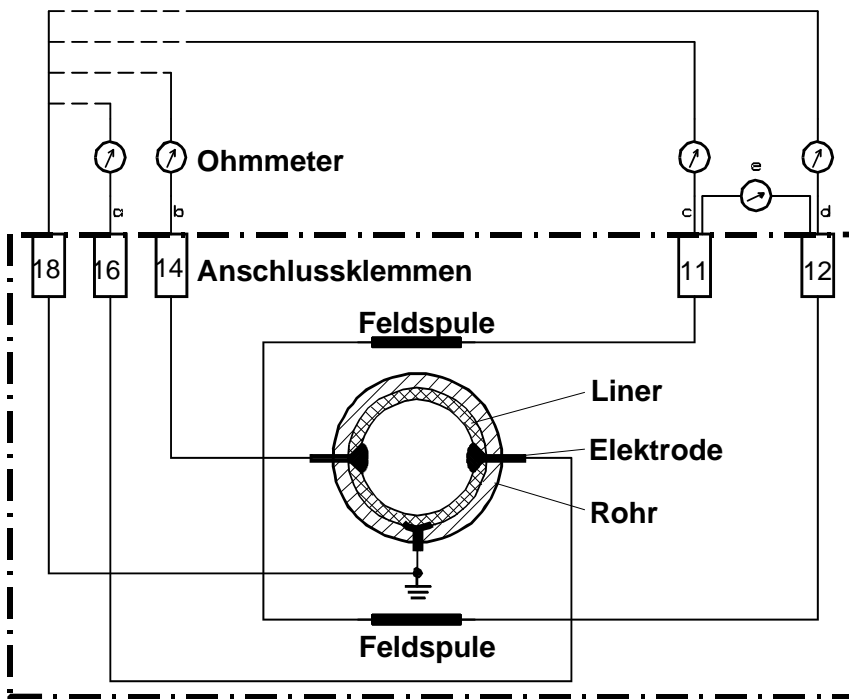 Ohmmeter
e
a b c d
18 16 14 Anschlussklemmen 11 12
Feldspule
Liner
Elektrode
Rohr
Feldspule